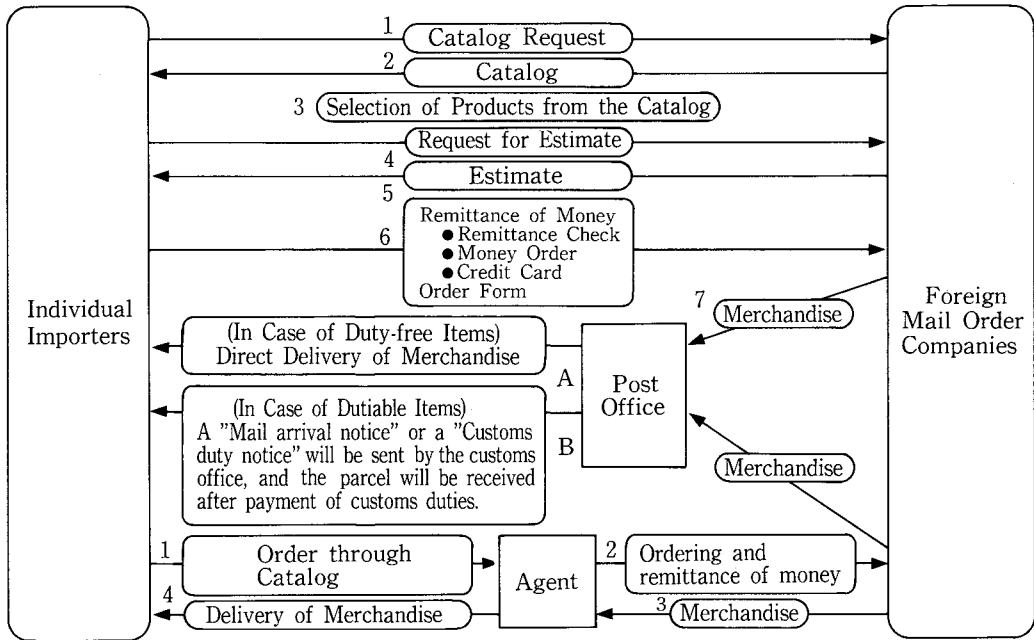 1
Catalog Request
2
Catalog
3 Selection of Products from the Catalog
Request for Estimate
4
Estimate
5
6
Remittance of Money
● Remittance Check
● Money Order
● Credit Card
Order Form
Individual
Importers
Foreign
Mail Order
Companies
7
Merchandise
(In Case of Duty-free Items)
Direct Delivery of Merchandise
A
Post
Office
B
(In Case of Dutiable Items)
A "Mail arrival notice" or a "Customs
duty notice" will be sent by the customs
office, and the parcel will be received
after payment of customs duties.
Merchandise
1
Order through
Catalog
Agent
2
Ordering and
remittance of money
4
Delivery of Merchandise
3
Merchandise